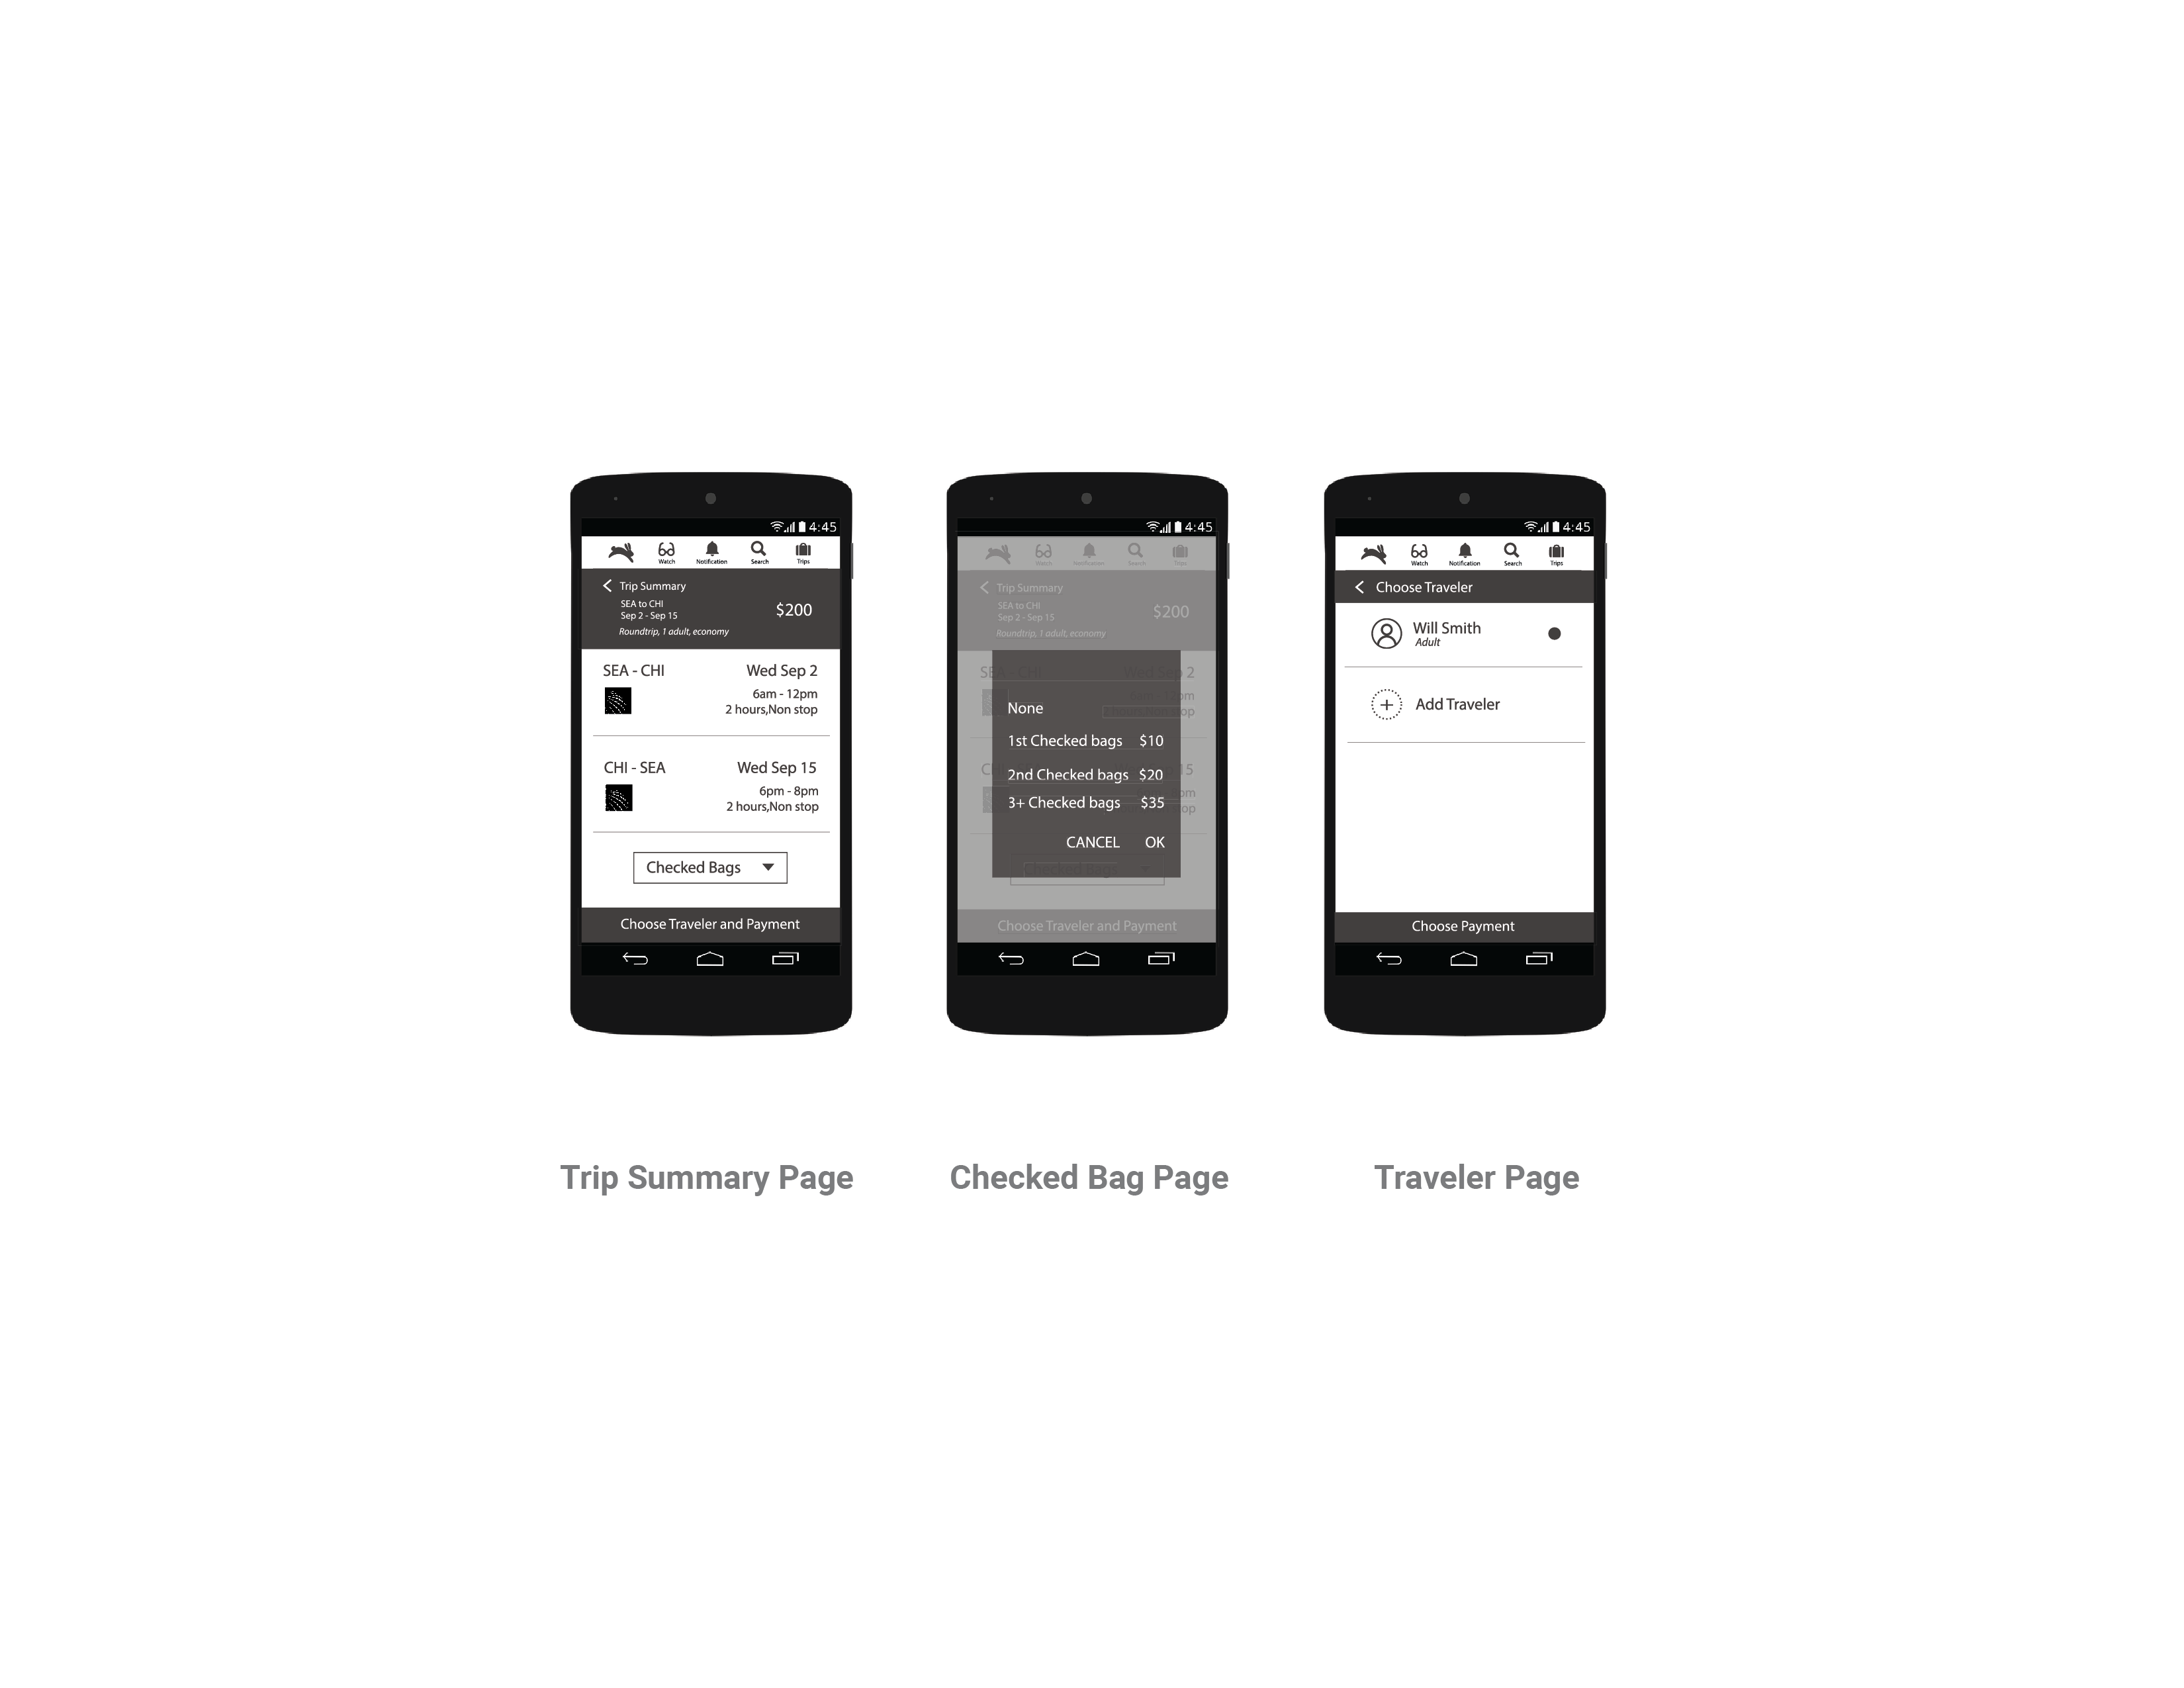 4:45
Watch
Notification
Search
Trips
Trip Summary
SEA to CHI
Sep 2 - Sep 15
$200
Roundtrip, 1 adult, economy
SEA - CHI
Wed Sep 2
6am - 12pm
2 hours,Non stop
CHI - SEA
Wed Sep 15
6pm - 8pm
2 hours,Non stop
Checked Bags
Choose Traveler and Payment
Trip Summary Page
4:45
Watch
Notification
Search
Trips
Trip Summary
SEA to CHI
Sep 2 - Sep 15
$200
Roundtrip, 1 adult, economy
SEA - CHI
Wed Sep 2
None
1st Checked bags $10
2nd Checked bags $20
3+ Checked bags $35
CANCEL OK
Choose Traveler and Payment
Checked Bag Page
4:45
Watch
Notification
Search
Trips
Choose Traveler
Will Smith
Adult
Add Traveler
Choose Payment
Traveler Page